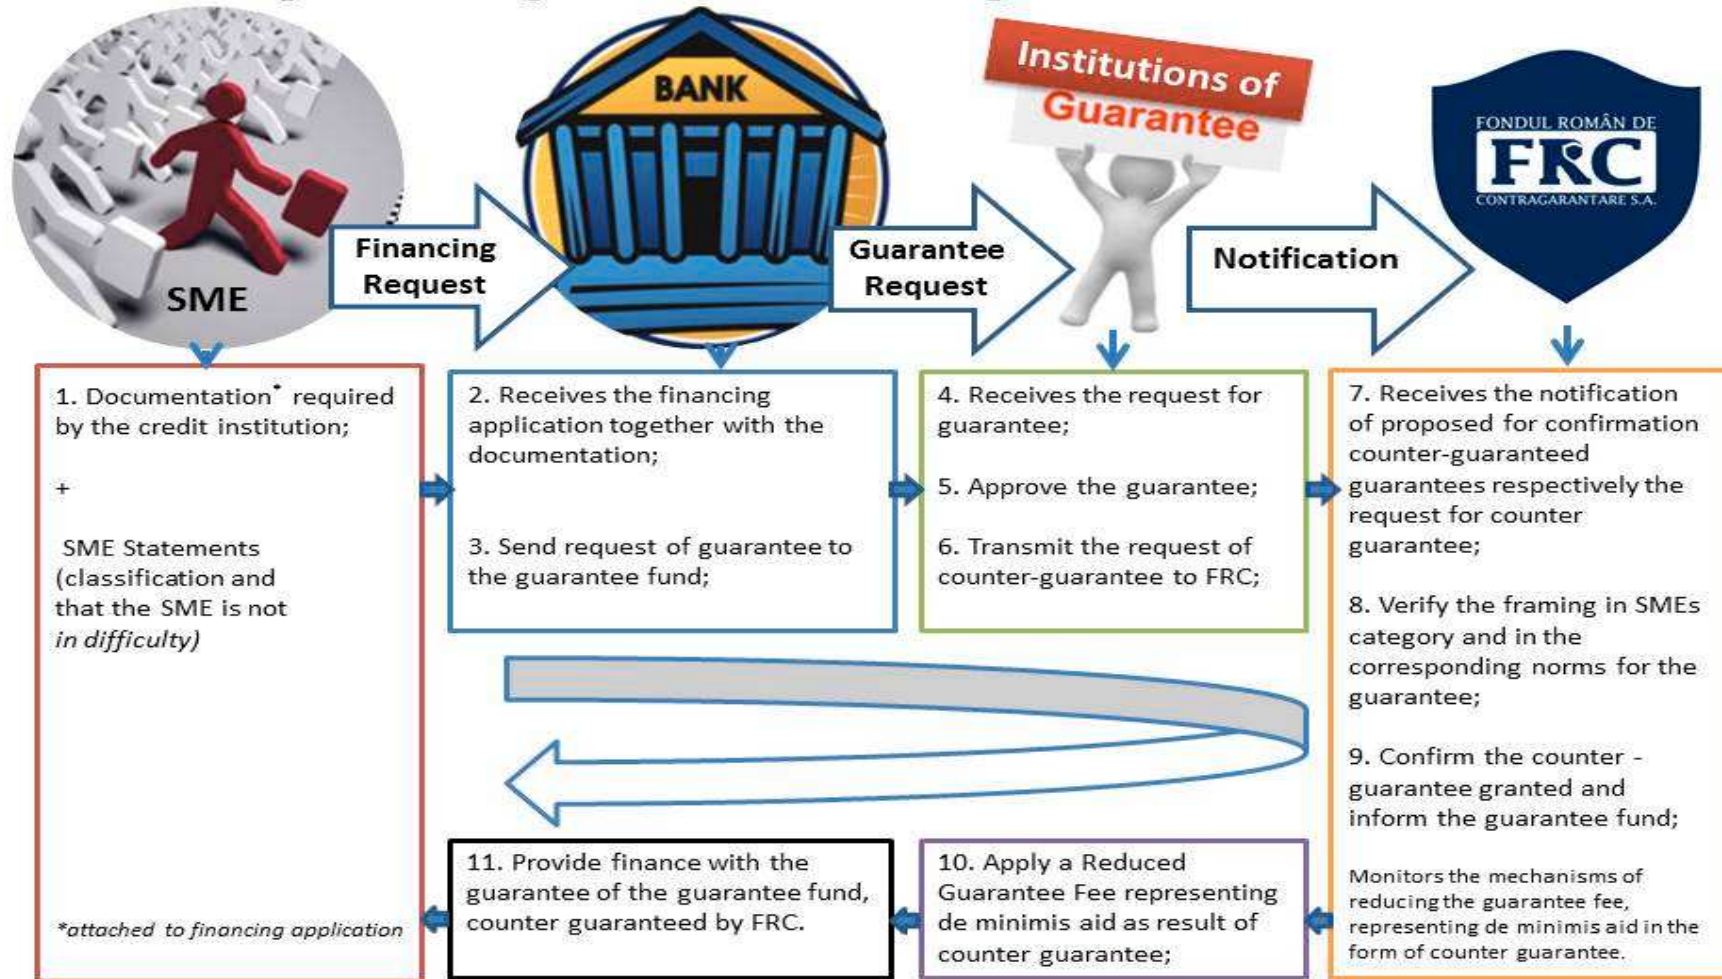 BANK
Institutions of
Guarantee
FONDUL ROMÂN DE
FRC
CONTRAGARANTARE S.A.
SME
Financing
Request
Guarantee
Request
Notification
1. Documentation* required
by the credit institution;
+
SME Statements
(classification and
that the SME is not
in difficulty)
*attached to financing application
2. Receives the financing
application together with the
documentation;
3. Send request of guarantee to
the guarantee fund;
4. Receives the request for
guarantee;
5. Approve the guarantee;
6. Transmit the request of
counter-guarantee to FRC;
7. Receives the notification
of proposed for confirmation
counter-guaranteed
guarantees respectively the
request for counter
guarantee;
8. Verify the framing in SMEs
category and in the
corresponding norms for the
guarantee;
9. Confirm the counter -
guarantee granted and
inform the guarantee fund;
Monitors the mechanisms of
reducing the guarantee fee,
representing de minimis aid in the
form of counter guarantee.
10. Apply a Reduced
Guarantee Fee representing
de minimis aid as result of
counter guarantee;
11. Provide finance with the
guarantee of the guarantee fund,
counter guaranteed by FRC.